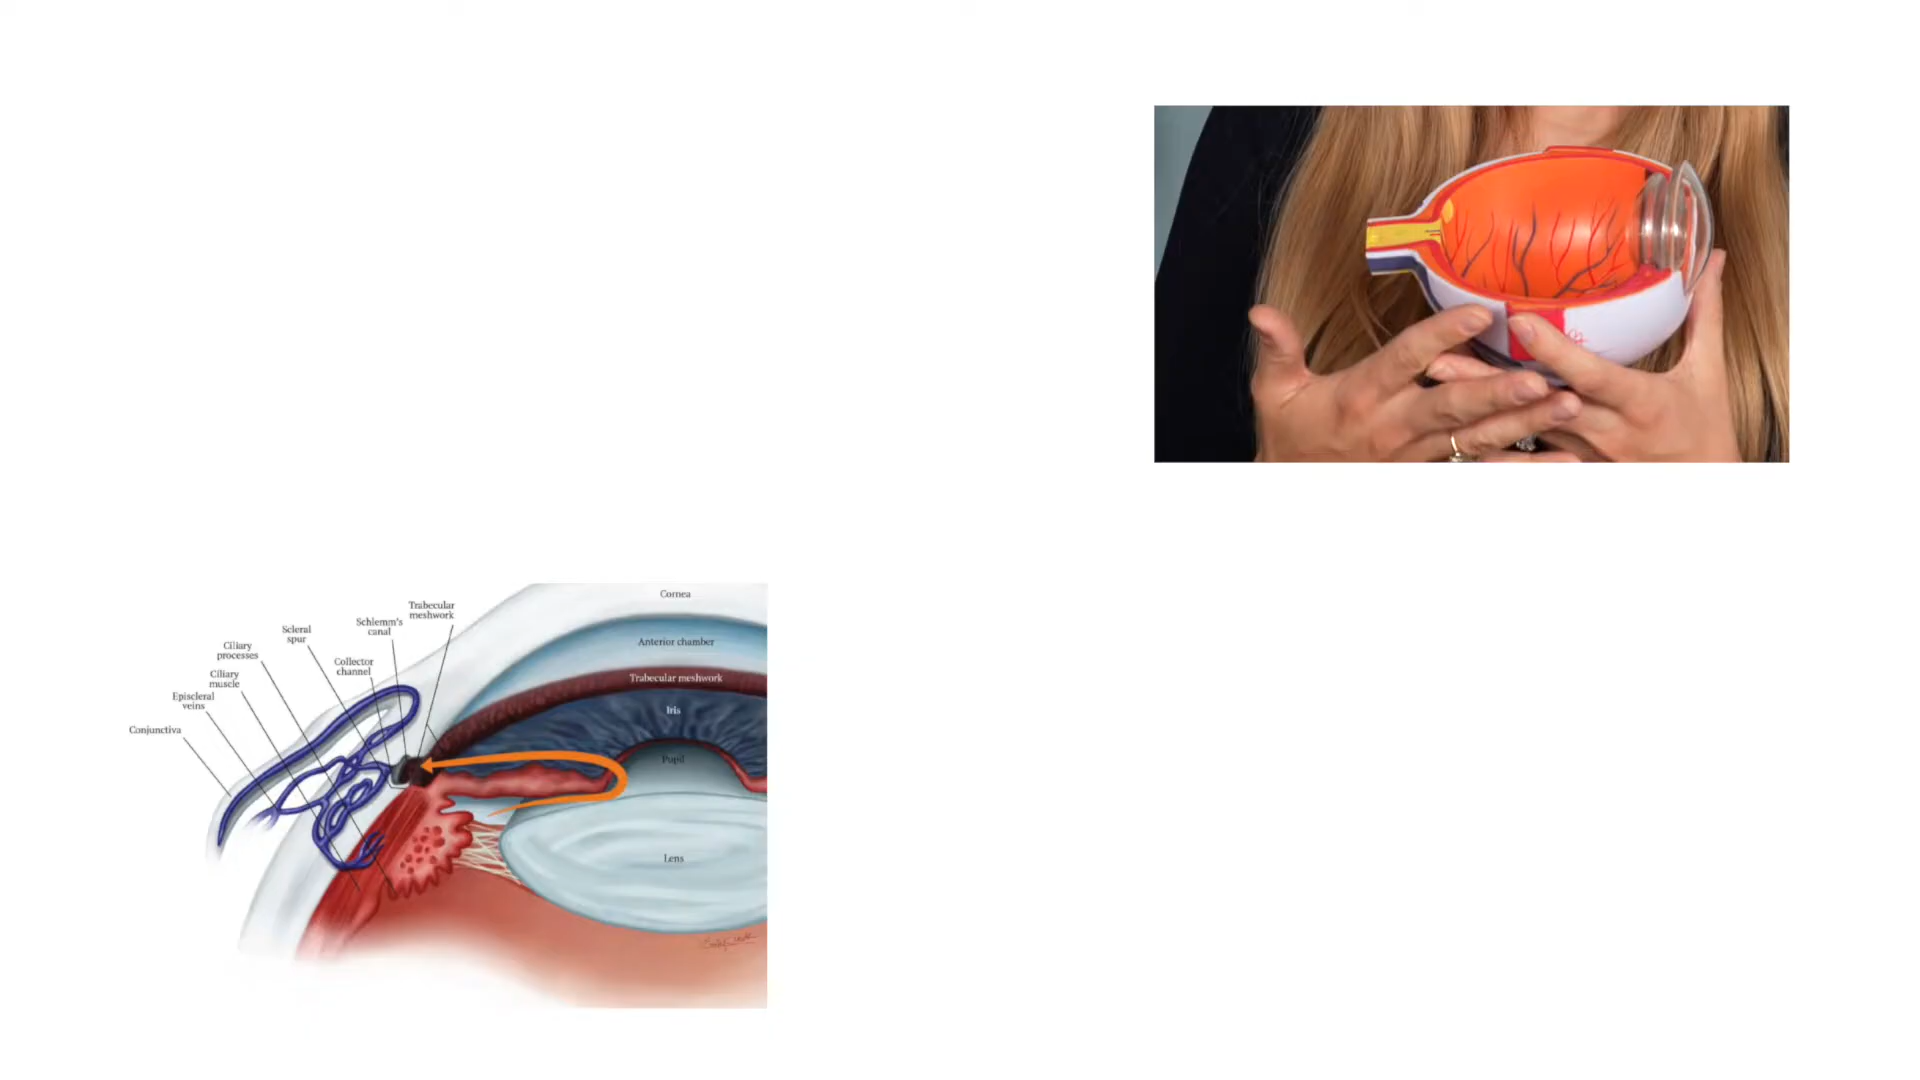 Cornea
Trabecular
meshwork
Schlemm's
canal
Scleral
spur
Anterior chamber
Ciliary
processes
Collector
channel
Ciliary
muscle
Trabecular meshwork
Episcleral
veins
Iris
Conjunctiva
Pupil
Lens